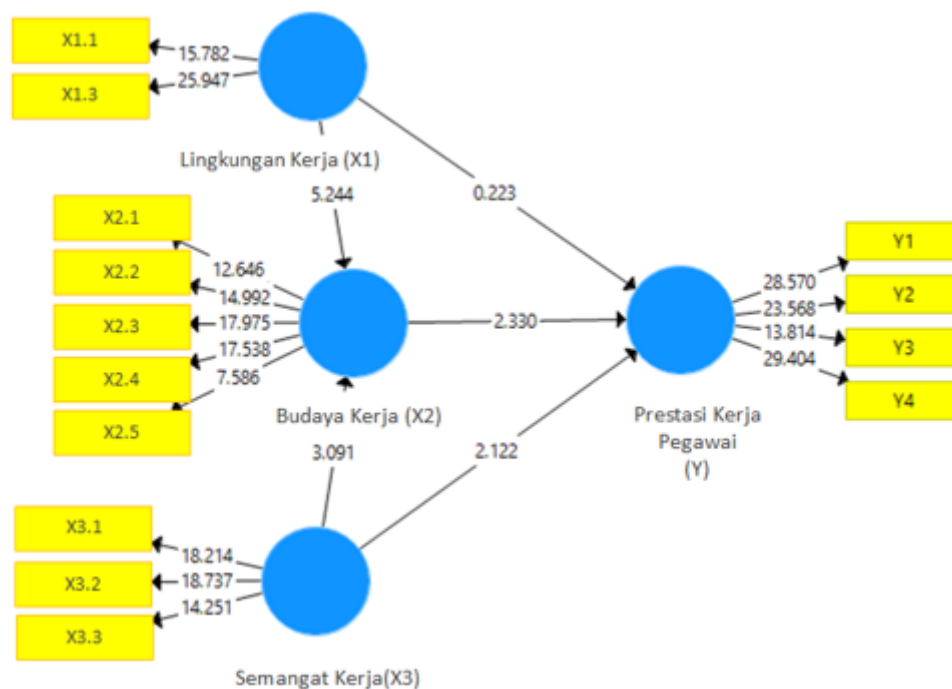 X1.1
15.782
X1.3
25.947
Lingkungan Kerja (X1)
5.244
0.223
X2.1
12.646
X2.2
14.992
X2.3
17.975
X2.4
17.538
X2.5
7.586
Budaya Kerja (X2)
2.330
28.570
Y1
23.568
Y2
13.814
Y3
29.404
Y4
Prestasi Kerja
Pegawai
(Y)
3.091
2.122
X3.1
18.214
X3.2
18.737
X3.3
14.251
Semangat Kerja(X3)